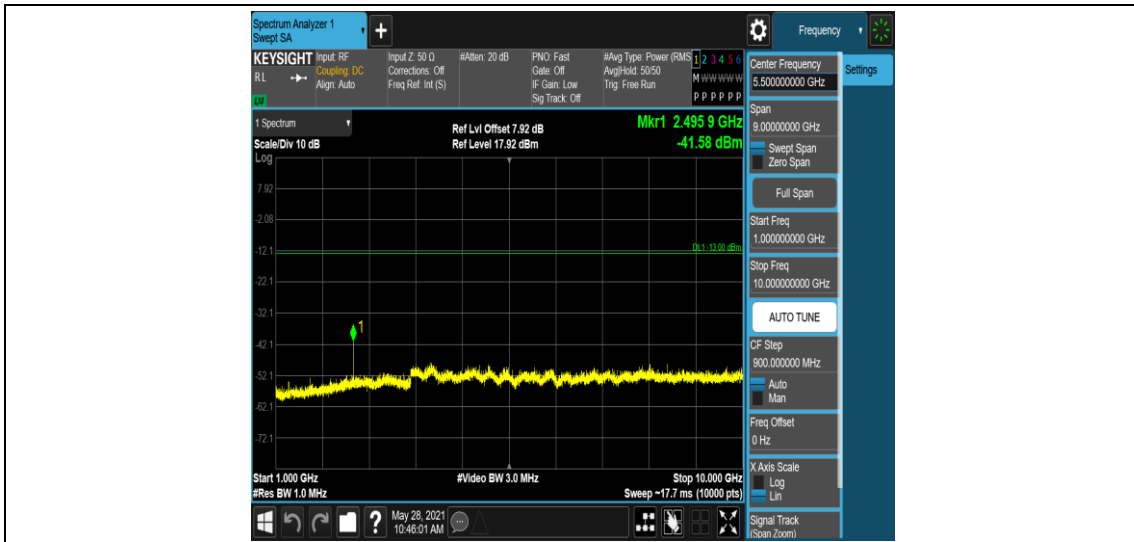 Spectrum Analyzer 1
Swept SA
Frequency
KEYSIGHT
RL
Input: RF
Coupling: DC
Align: Auto
Input Z: 50 Ω
Corrections: Off
Freq Ref: Int (S)
#Atten: 20 dB
PNO: Fast
Gate: Off
IF Gain: Low
Sig Track: Off
#Avg Type: Power (RMS
Avg|Hold: 50/50
Trig: Free Run
1 2 3 4 5 6
M W W W W W
P P P P P P
1 Spectrum
Scale/Div 10 dB
Log
Ref Lvl Offset 7.92 dB
Ref Level 17.92 dBm
Mkr1 2.495 9 GHz
-41.58 dBm
7.92
-2.08
-12.1
-22.1
-32.1
-42.1
-52.1
-62.1
-72.1
DL1 -13.00 dBm
1
Start 1.000 GHz
#Res BW 1.0 MHz
#Video BW 3.0 MHz
Stop 10.000 GHz
Sweep ~17.7 ms (10000 pts)
May 28, 2021
10:46:01 AM
Center Frequency
5.500000000 GHz
Settings
Span
9.00000000 GHz
Swept Span
Zero Span
Full Span
Start Freq
1.000000000 GHz
Stop Freq
10.000000000 GHz
AUTO TUNE
CF Step
900.000000 MHz
Auto
Man
Freq Offset
0 Hz
X Axis Scale
Log
Lin
Signal Track
(Span Zoom)